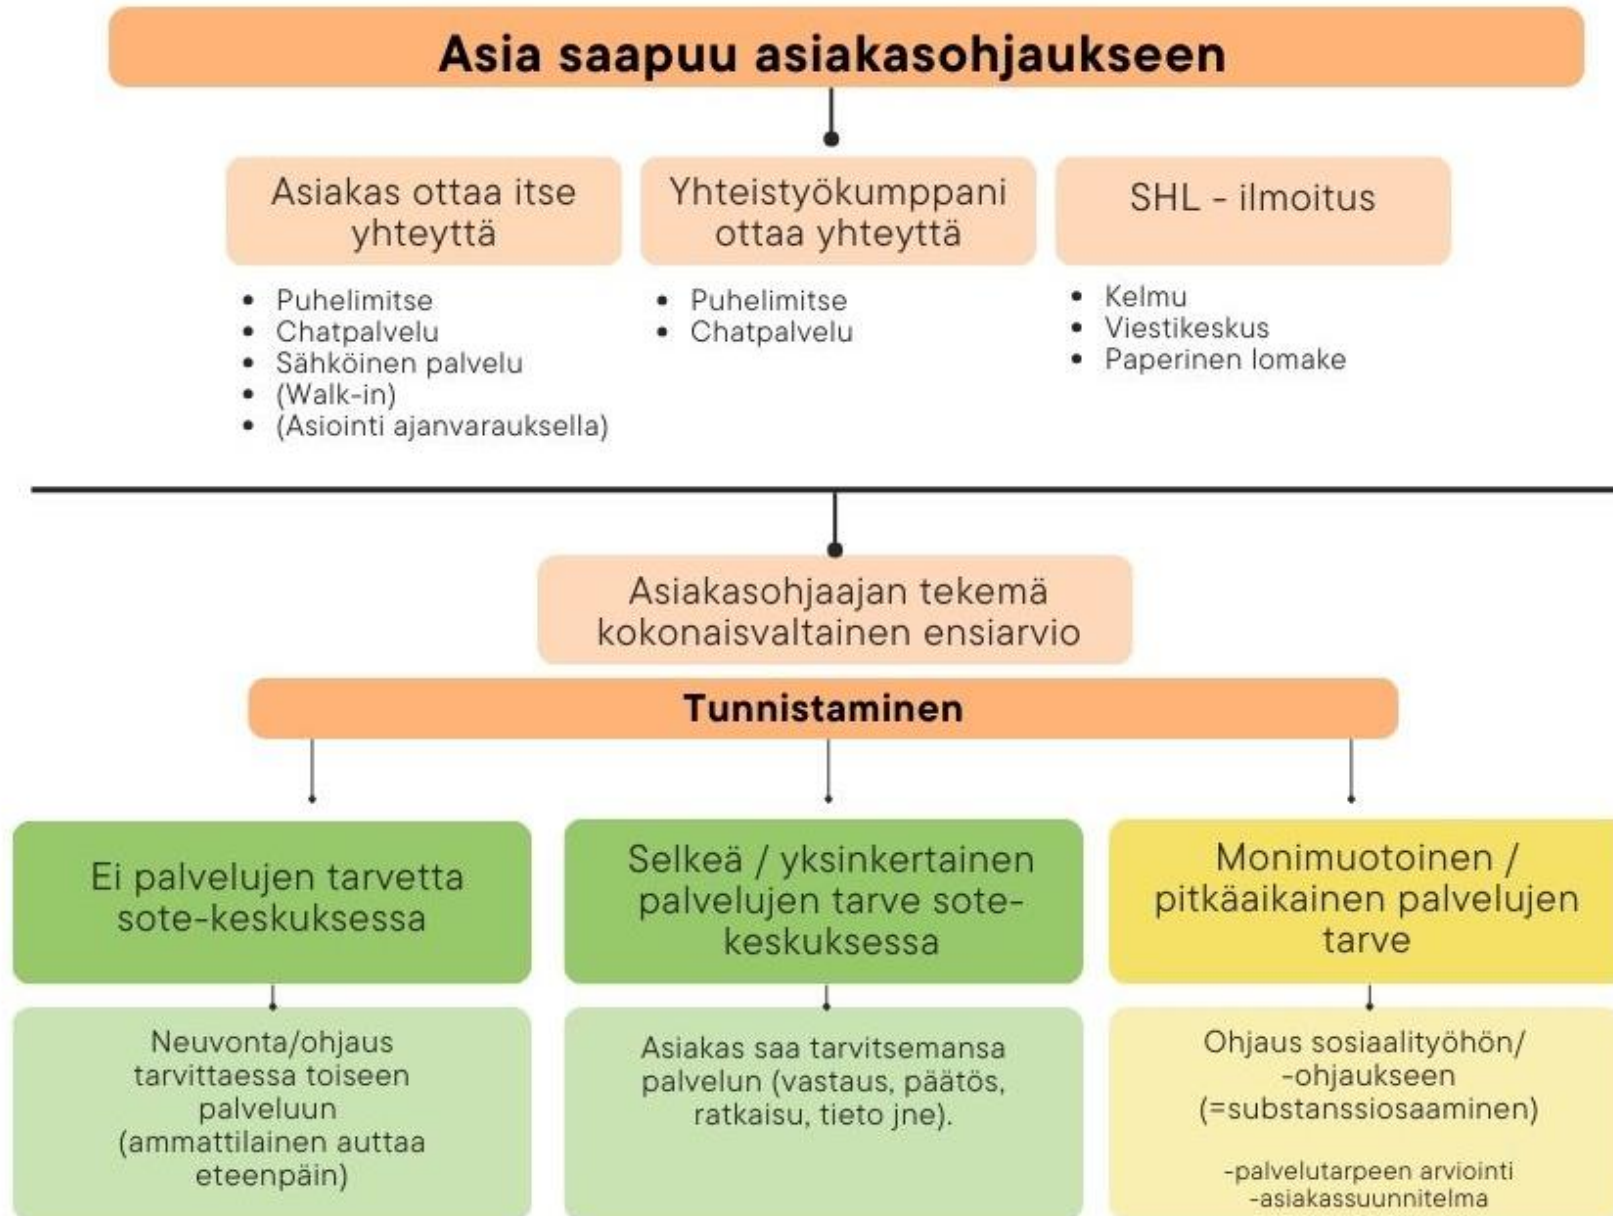 Asia saapuu asiakasohjaukseen
Asiakas ottaa itse
yhteyttä
• Puhelimitse
• Chatpalvelu
• Sähköinen palvelu
• (Walk-in)
• (Asiointi ajanvarauksella)
Yhteistyökumppani
ottaa yhteyttä
• Puhelimitse
• Chatpalvelu
SHL - ilmoitus
• Kelmu
• Viestikeskus
• Paperinen lomake
Asiakasohjaajan tekemä
kokonaisvaltainen ensiarvio
Tunnistaminen
Ei palvelujen tarvetta
sote-keskuksessa
Neuvonta/ohjaus
tarvittaessa toiseen
palveluun
(ammattilainen auttaa
eteenpäin)
Selkeä / yksinkertainen
palvelujen tarve sote-
keskuksessa
Asiakas saa tarvitsemansa
palvelun (vastaus, päätös,
ratkaisu, tieto jne).
Monimuotoinen /
pitkäaikainen palvelujen
tarve
Ohjaus sosiaalityöhön/
-ohjaukseen
(=substanssiosaaminen)
-palvelutarpeen arviointi
-asiakassuunnitelma